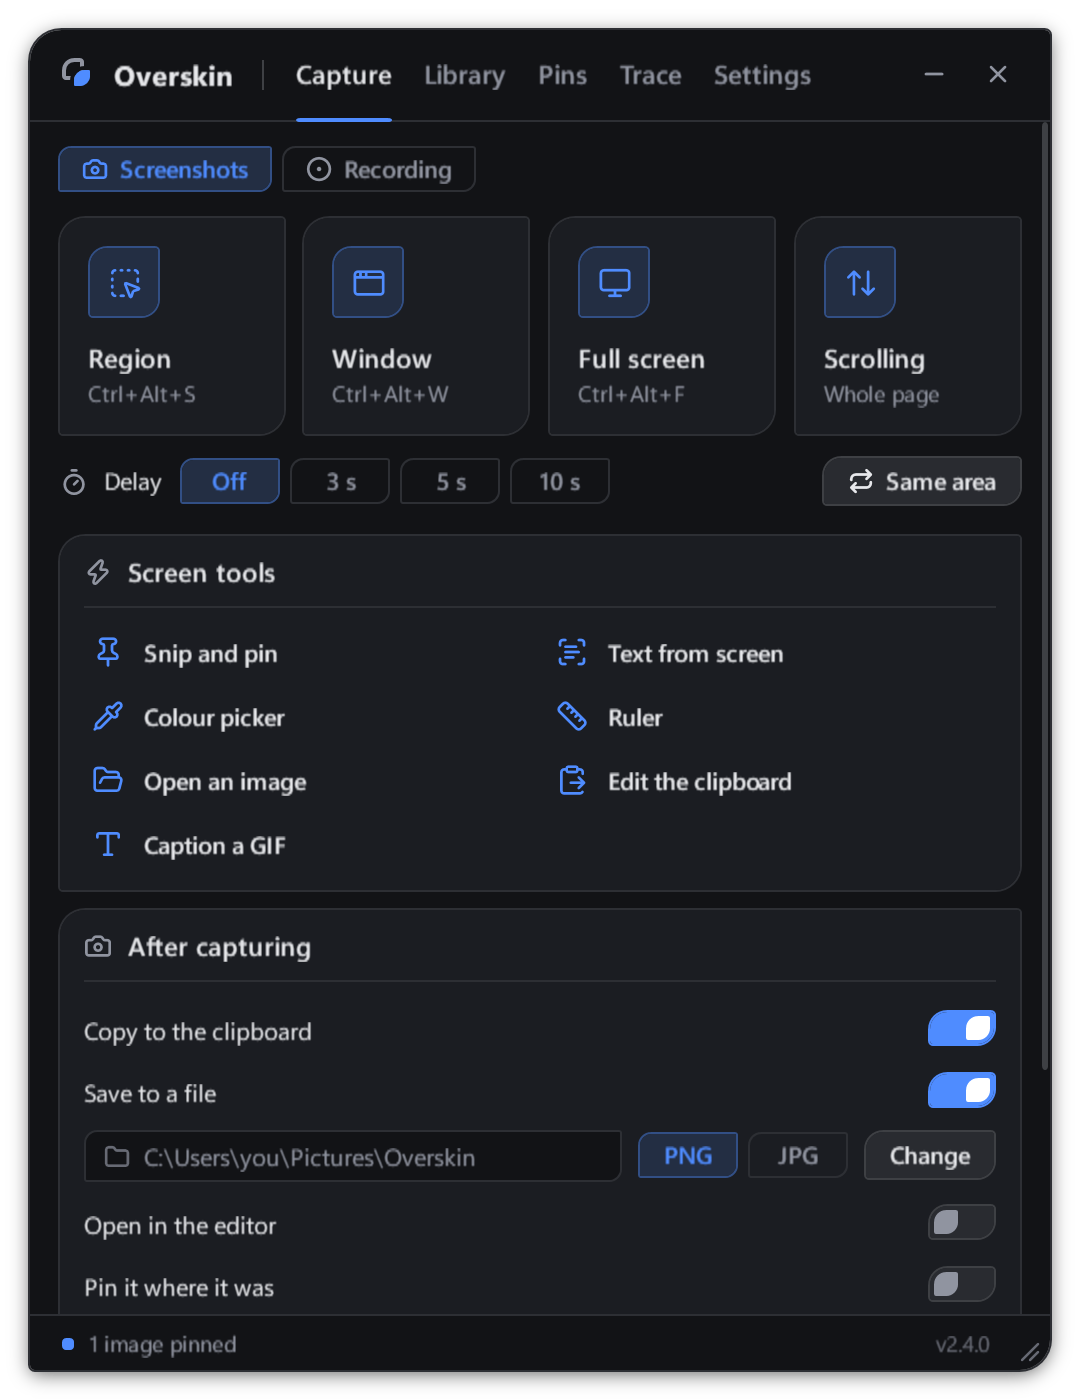 Overskin
Capture
Library
Pins
Trace
Settings
Screenshots
Recording
Region
Ctrl+Alt+S
Window
Ctrl+Alt+W
Full screen
Ctrl+Alt+F
Scrolling
Whole page
Delay
Off
3 s
5 s
10 s
Same area
Screen tools
Snip and pin
Text from screen
Colour picker
Ruler
Open an image
Edit the clipboard
Caption a GIF
After capturing
Copy to the clipboard
Save to a file
C:\Users\you\Pictures\Overskin
PNG
JPG
Change
Open in the editor
Pin it where it was
1 image pinned
v2.4.0